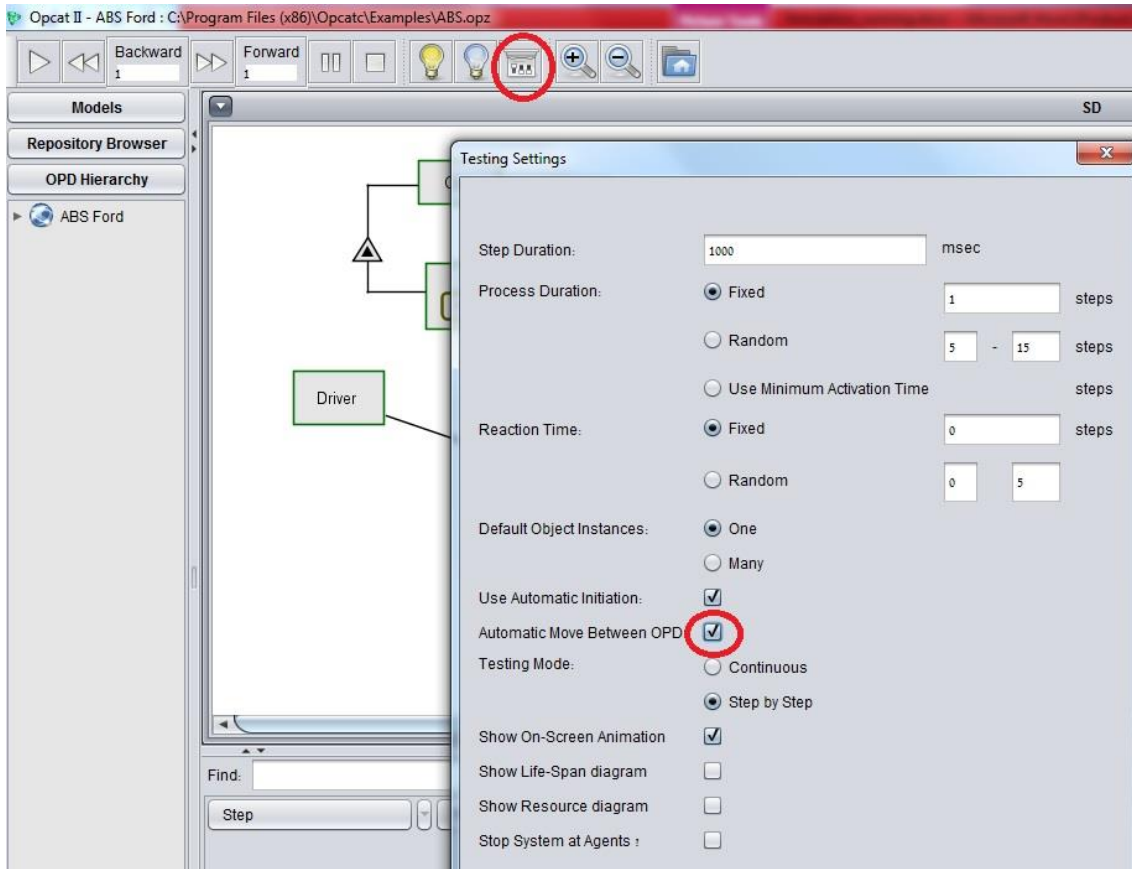 Opcat II - ABS Ford : C:\Program Files (x86)\Opcatc\Examples\ABS.opz
Backward
1
Forward
1
Models
Repository Browser
OPD Hierarchy
ABS Ford
SD
Driver
Find:
Step
Testing Settings
Step Duration:
1000 msec
Process Duration:
Fixed 1 steps
Random 5 - 15 steps
Use Minimum Activation Time steps
Reaction Time:
Fixed 0 steps
Random 0 5
Default Object Instances:
One
Many
Use Automatic Initiation:
Automatic Move Between OPD
Testing Mode:
Continuous
Step by Step
Show On-Screen Animation
Show Life-Span diagram
Show Resource diagram
Stop System at Agents ?